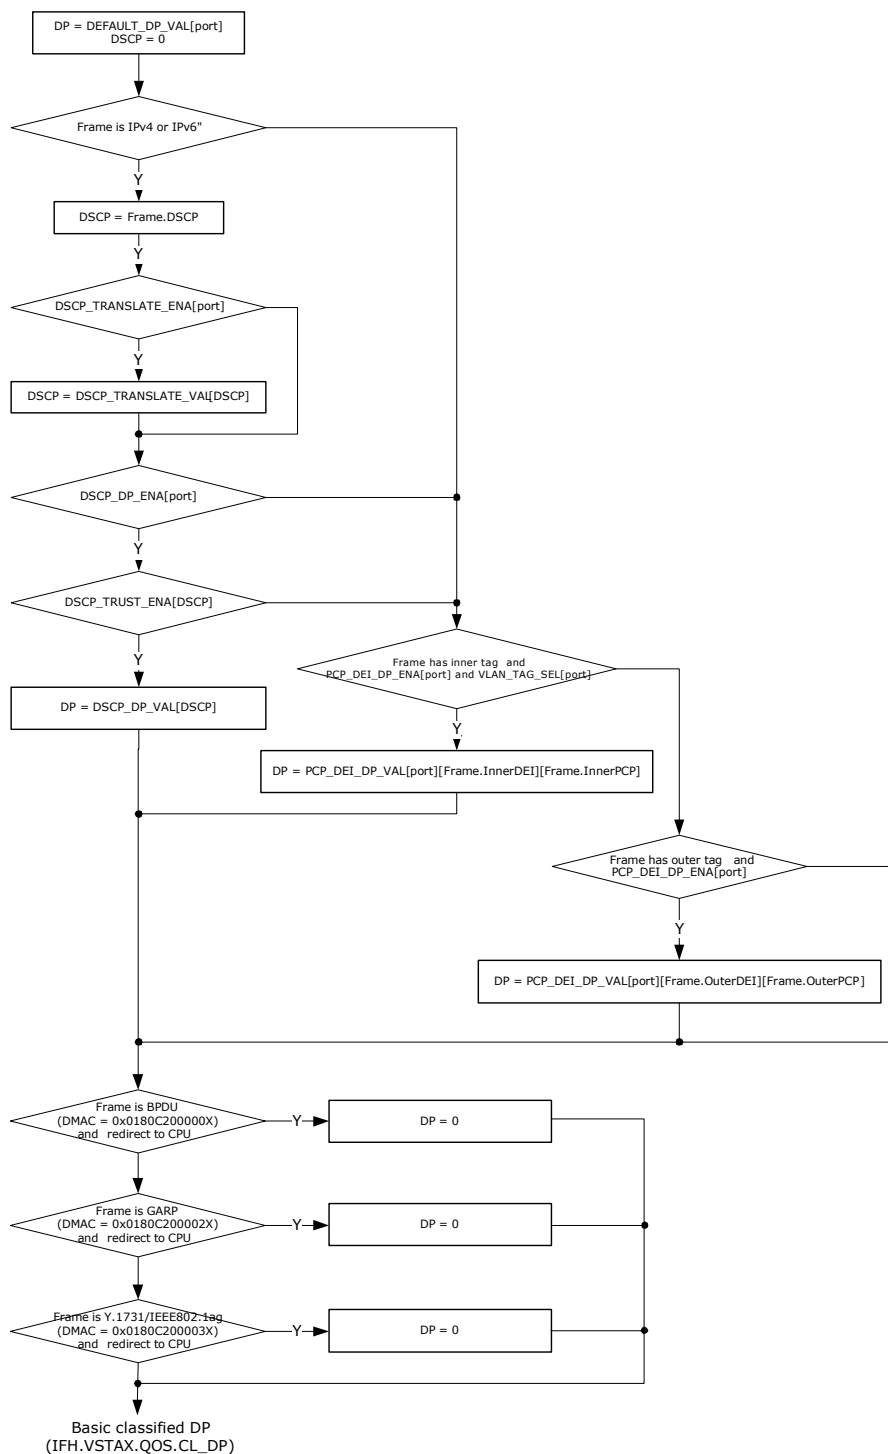 DP = DEFAULT_DP_VAL[port]
DSCP = 0
Frame is IPv4 or IPv6"
Y
DSCP = Frame.DSCP
Y
DSCP_TRANSLATE_ENA[port]
Y
DSCP = DSCP_TRANSLATE_VAL[DSCP]
DSCP_DP_ENA[port]
Y
DSCP_TRUST_ENA[DSCP]
Y
Frame has inner tag and
PCP_DEI_DP_ENA[port] and VLAN_TAG_SEL[port]
DP = DSCP_DP_VAL[DSCP]
Y
DP = PCP_DEI_DP_VAL[port][Frame.InnerDEI][Frame.InnerPCP]
Frame has outer tag and
PCP_DEI_DP_ENA[port]
Y
DP = PCP_DEI_DP_VAL[port][Frame.OuterDEI][Frame.OuterPCP]
Frame is BPDU
(DMAC = 0x0180C200000X)
and redirect to CPU
Y
DP = 0
Frame is GARP
(DMAC = 0x0180C200002X)
and redirect to CPU
Y
DP = 0
Frame is Y.1731/IEEE802.1ag
(DMAC = 0x0180C200003X)
and redirect to CPU
Y
DP = 0
Basic classified DP
(IFH.VSTAX.QOS.CL_DP)